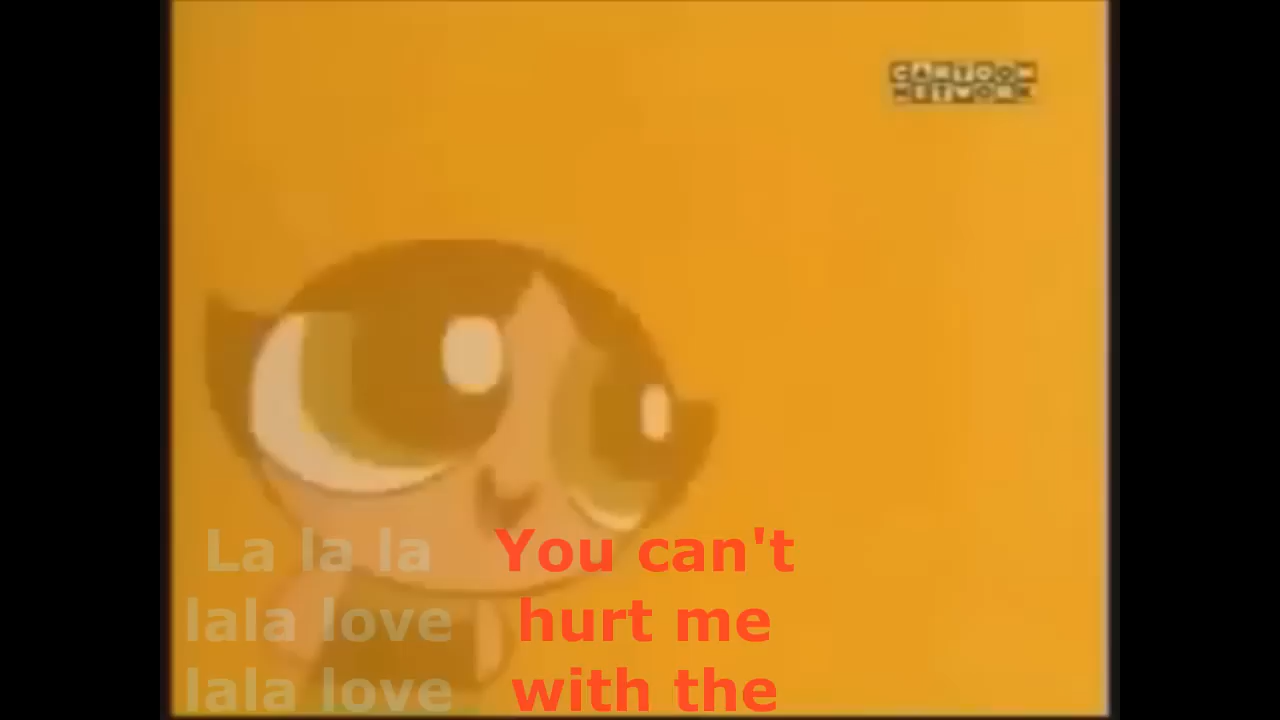 CARTOON
NETWORK
La la la
lala love
lala love
You can't
hurt me
with the